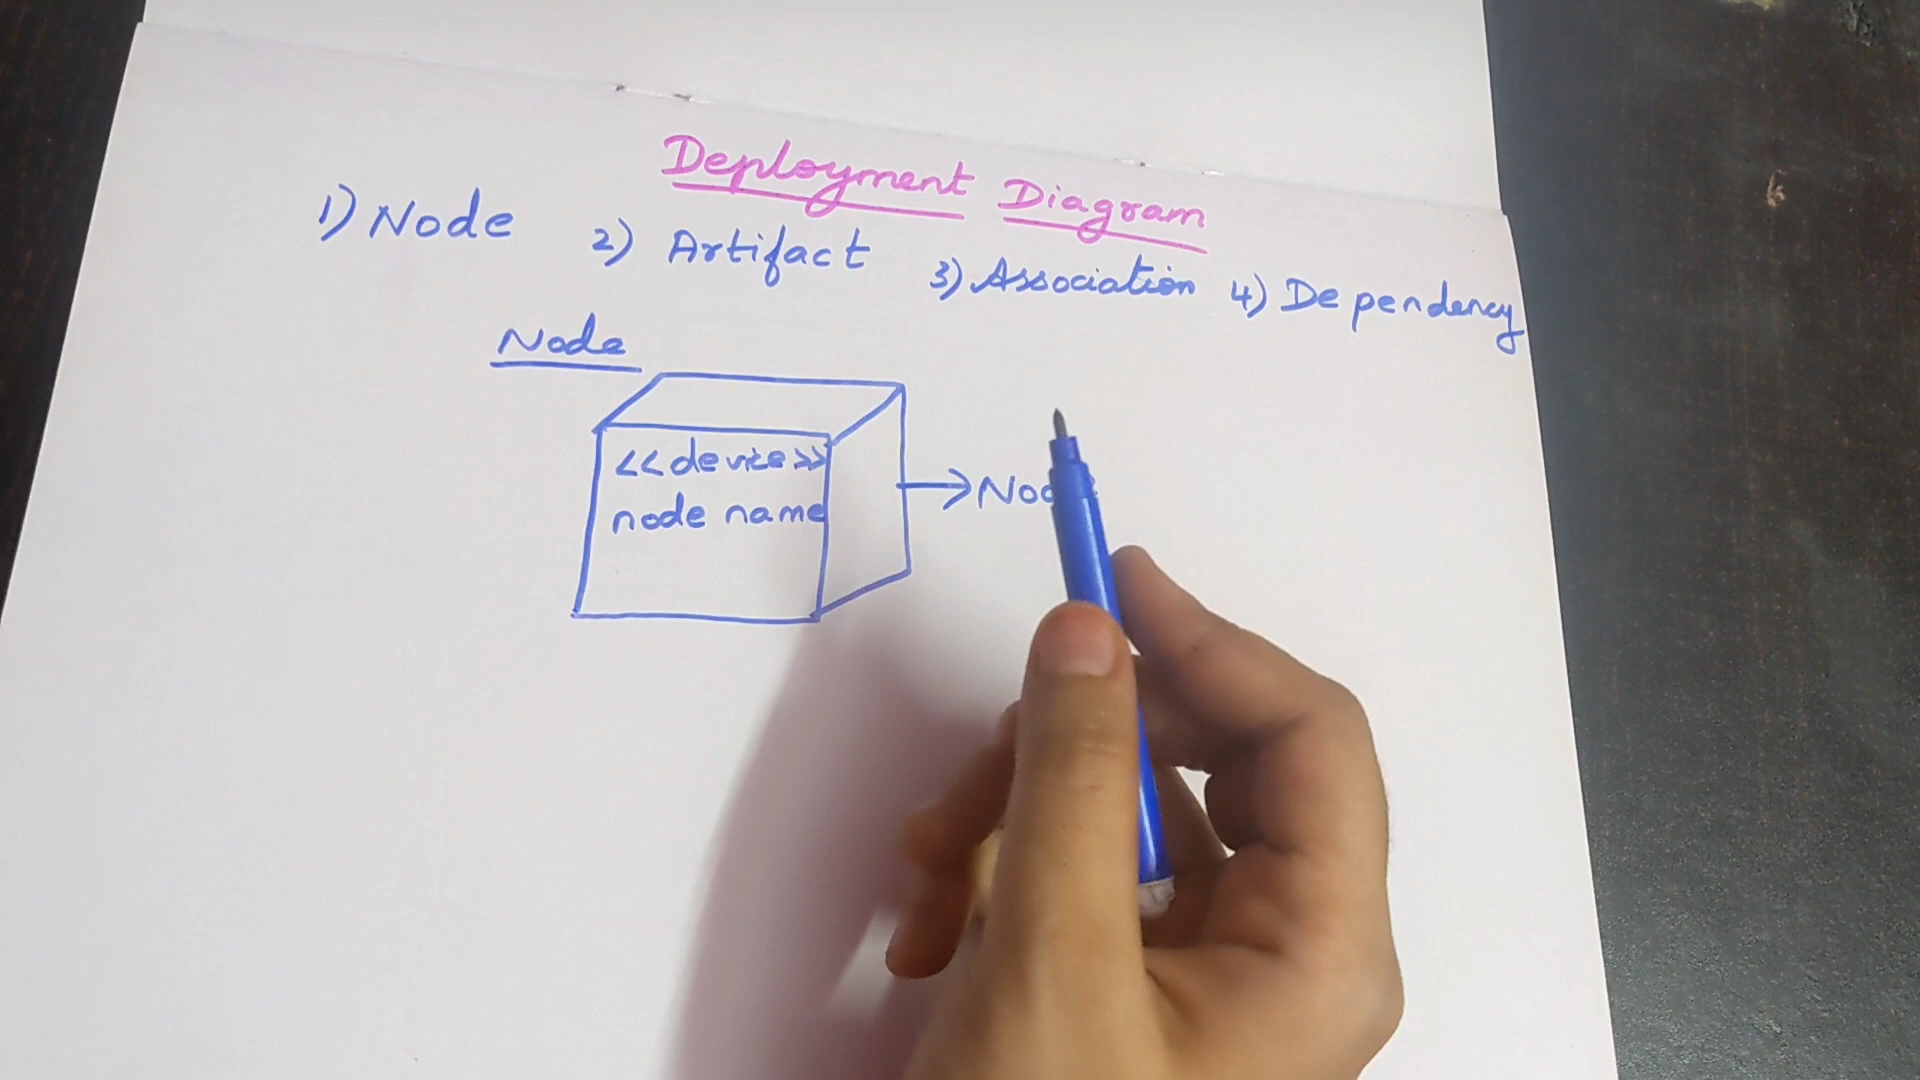 Deployment Diagram
1) Node 2) Artifact 3) Association 4) Dependency
Node
<<device>>
node name